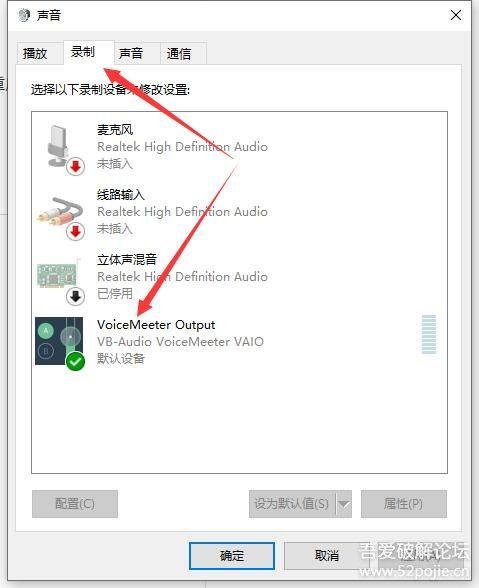 声音
播放
录制
声音
通信
选择以下录制设备来修改设置:
麦克风
Realtek High Definition Audio
未插入
线路输入
Realtek High Definition Audio
未插入
立体声混音
Realtek High Definition Audio
已停用
A
B
VoiceMeeter Output
VB-Audio VoiceMeeter VAIO
默认设备
配置(C)
设为默认值(S)
属性(P)
确定
取消
吾爱破解论坛
www.52pojie.cn